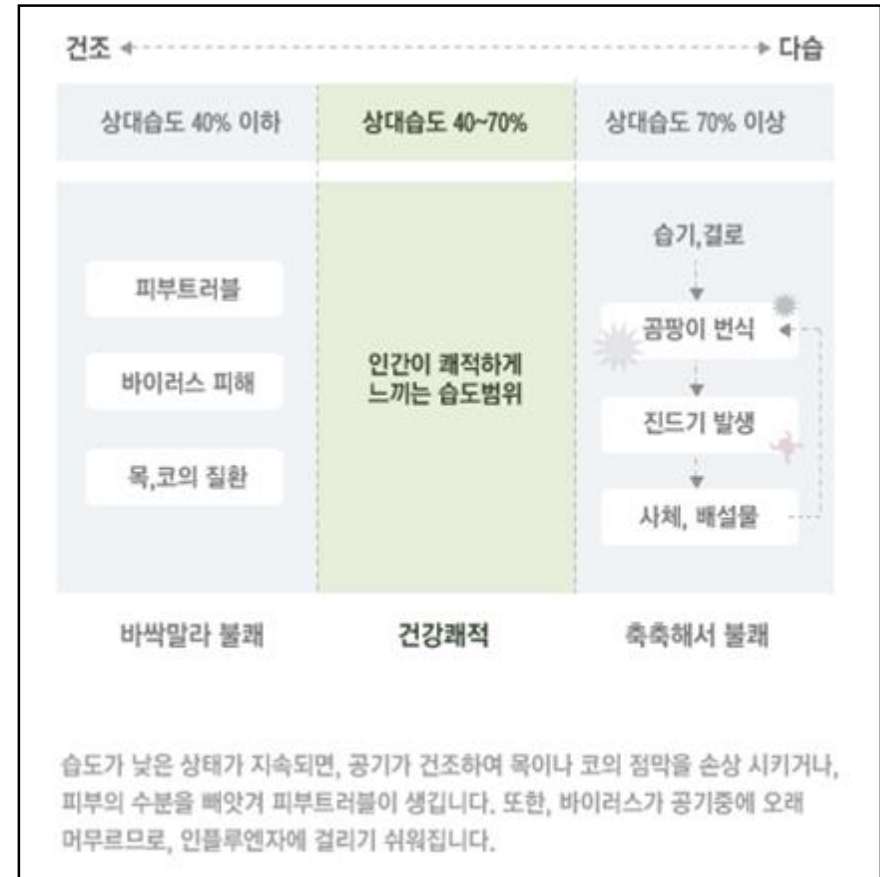 건조 다습
상대습도 40% 이하 상대습도 40~70% 상대습도 70% 이상
피부트러블
바이러스 피해
목,코의 질환
인간이 쾌적하게
느끼는 습도범위
습기,결로
곰팡이 번식
진드기 발생
사체, 배설물
바싹말라 불쾌 건강쾌적 축축해서 불쾌
습도가 낮은 상태가 지속되면, 공기가 건조하여 목이나 코의 점막을 손상 시키거나,
피부의 수분을 빼앗겨 피부트러블이 생깁니다. 또한, 바이러스가 공기중에 오래
머무르므로, 인플루엔자에 걸리기 쉬워집니다.